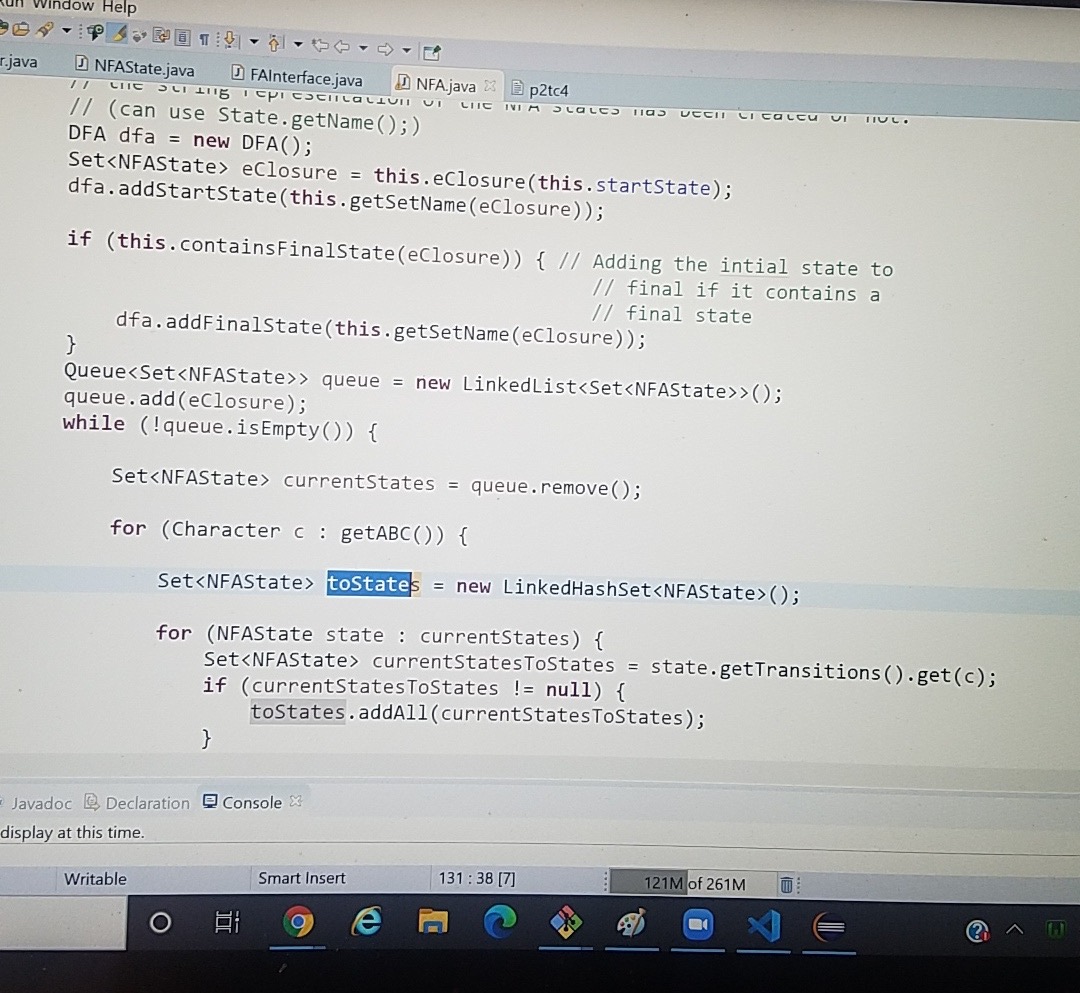 Run Window Help
r.java NFAState.java FAInterface.java NFA.java p2tc4
// the string representation of the NFA states has been created or not.
// (can use State.getName();)
DFA dfa = new DFA();
Set<NFAState> eClosure = this.eClosure(this.startState);
dfa.addStartState(this.getSetName(eClosure));
if (this.containsFinalState(eClosure)) { // Adding the intial state to
// final if it contains a
// final state
dfa.addFinalState(this.getSetName(eClosure));
}
Queue<Set<NFAState>> queue = new LinkedList<Set<NFAState>>();
queue.add(eClosure);
while (!queue.isEmpty()) {
Set<NFAState> currentStates = queue.remove();
for (Character c : getABC()) {
Set<NFAState> toStates = new LinkedHashSet<NFAState>();
for (NFAState state : currentStates) {
Set<NFAState> currentStatesToStates = state.getTransitions().get(c);
if (currentStatesToStates != null) {
toStates.addAll(currentStatesToStates);
}
Javadoc Declaration Console
display at this time.
Writable Smart Insert 131 : 38 [7] 121M of 261M